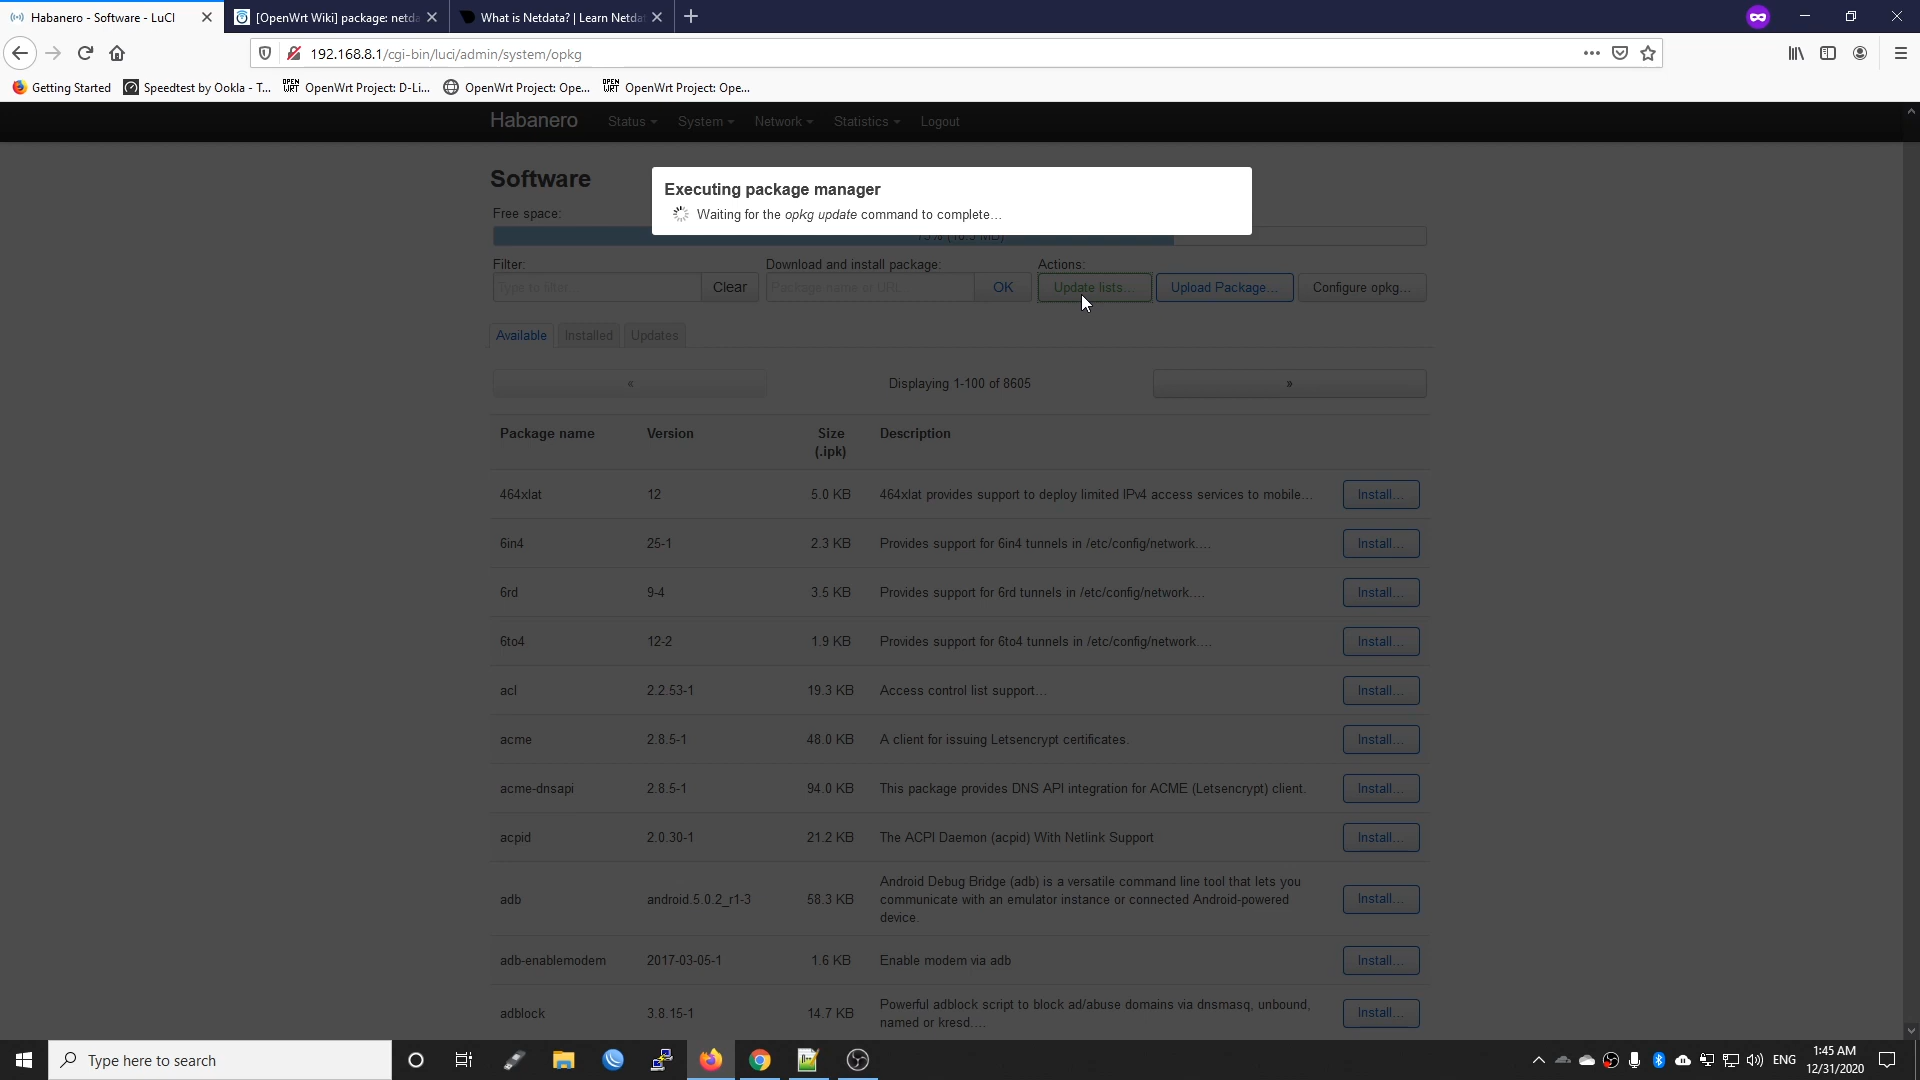 Habanero - Software - LuCI
[OpenWrt Wiki] package: netda
What is Netdata? | Learn Netda
192.168.8.1/cgi-bin/luci/admin/system/opkg
Getting Started
Speedtest by Ookla - T...
OpenWrt Project: D-Li...
OpenWrt Project: Ope...
OpenWrt Project: Ope...
Habanero
Status
System
Network
Statistics
Logout
Software
Executing package manager
Waiting for the opkg update command to complete...
Free space:
Filter:
Download and install package:
Actions:
Type to filter
Clear
Package name or URL
OK
Update lists...
Upload Package...
Configure opkg...
Available
Installed
Updates
«
Displaying 1-100 of 8605
»
Package name
Version
Size (.ipk)
Description
464xlat
12
5.0 KB
464xlat provides support to deploy limited IPv4 access services to mobile...
Install...
6in4
25-1
2.3 KB
Provides support for 6in4 tunnels in /etc/config/network....
Install...
6rd
9-4
3.5 KB
Provides support for 6rd tunnels in /etc/config/network....
Install...
6to4
12-2
1.9 KB
Provides support for 6to4 tunnels in /etc/config/network....
Install...
acl
2.2.53-1
19.3 KB
Access control list support...
Install...
acme
2.8.5-1
48.0 KB
A client for issuing Letsencrypt certificates.
Install...
acme-dnsapi
2.8.5-1
94.0 KB
This package provides DNS API integration for ACME (Letsencrypt) client.
Install...
acpid
2.0.30-1
21.2 KB
The ACPI Daemon (acpid) With Netlink Support
Install...
adb
android.5.0.2_r1-3
58.3 KB
Android Debug Bridge (adb) is a versatile command line tool that lets you
communicate with an emulator instance or connected Android-powered
device.
Install...
adb-enablemodem
2017-03-05-1
1.6 KB
Enable modem via adb
Install...
adblock
3.8.15-1
14.7 KB
Powerful adblock script to block ad/abuse domains via dnsmasq, unbound,
named or kresd....
Install...
Type here to search
ENG
1:45 AM
12/31/2020